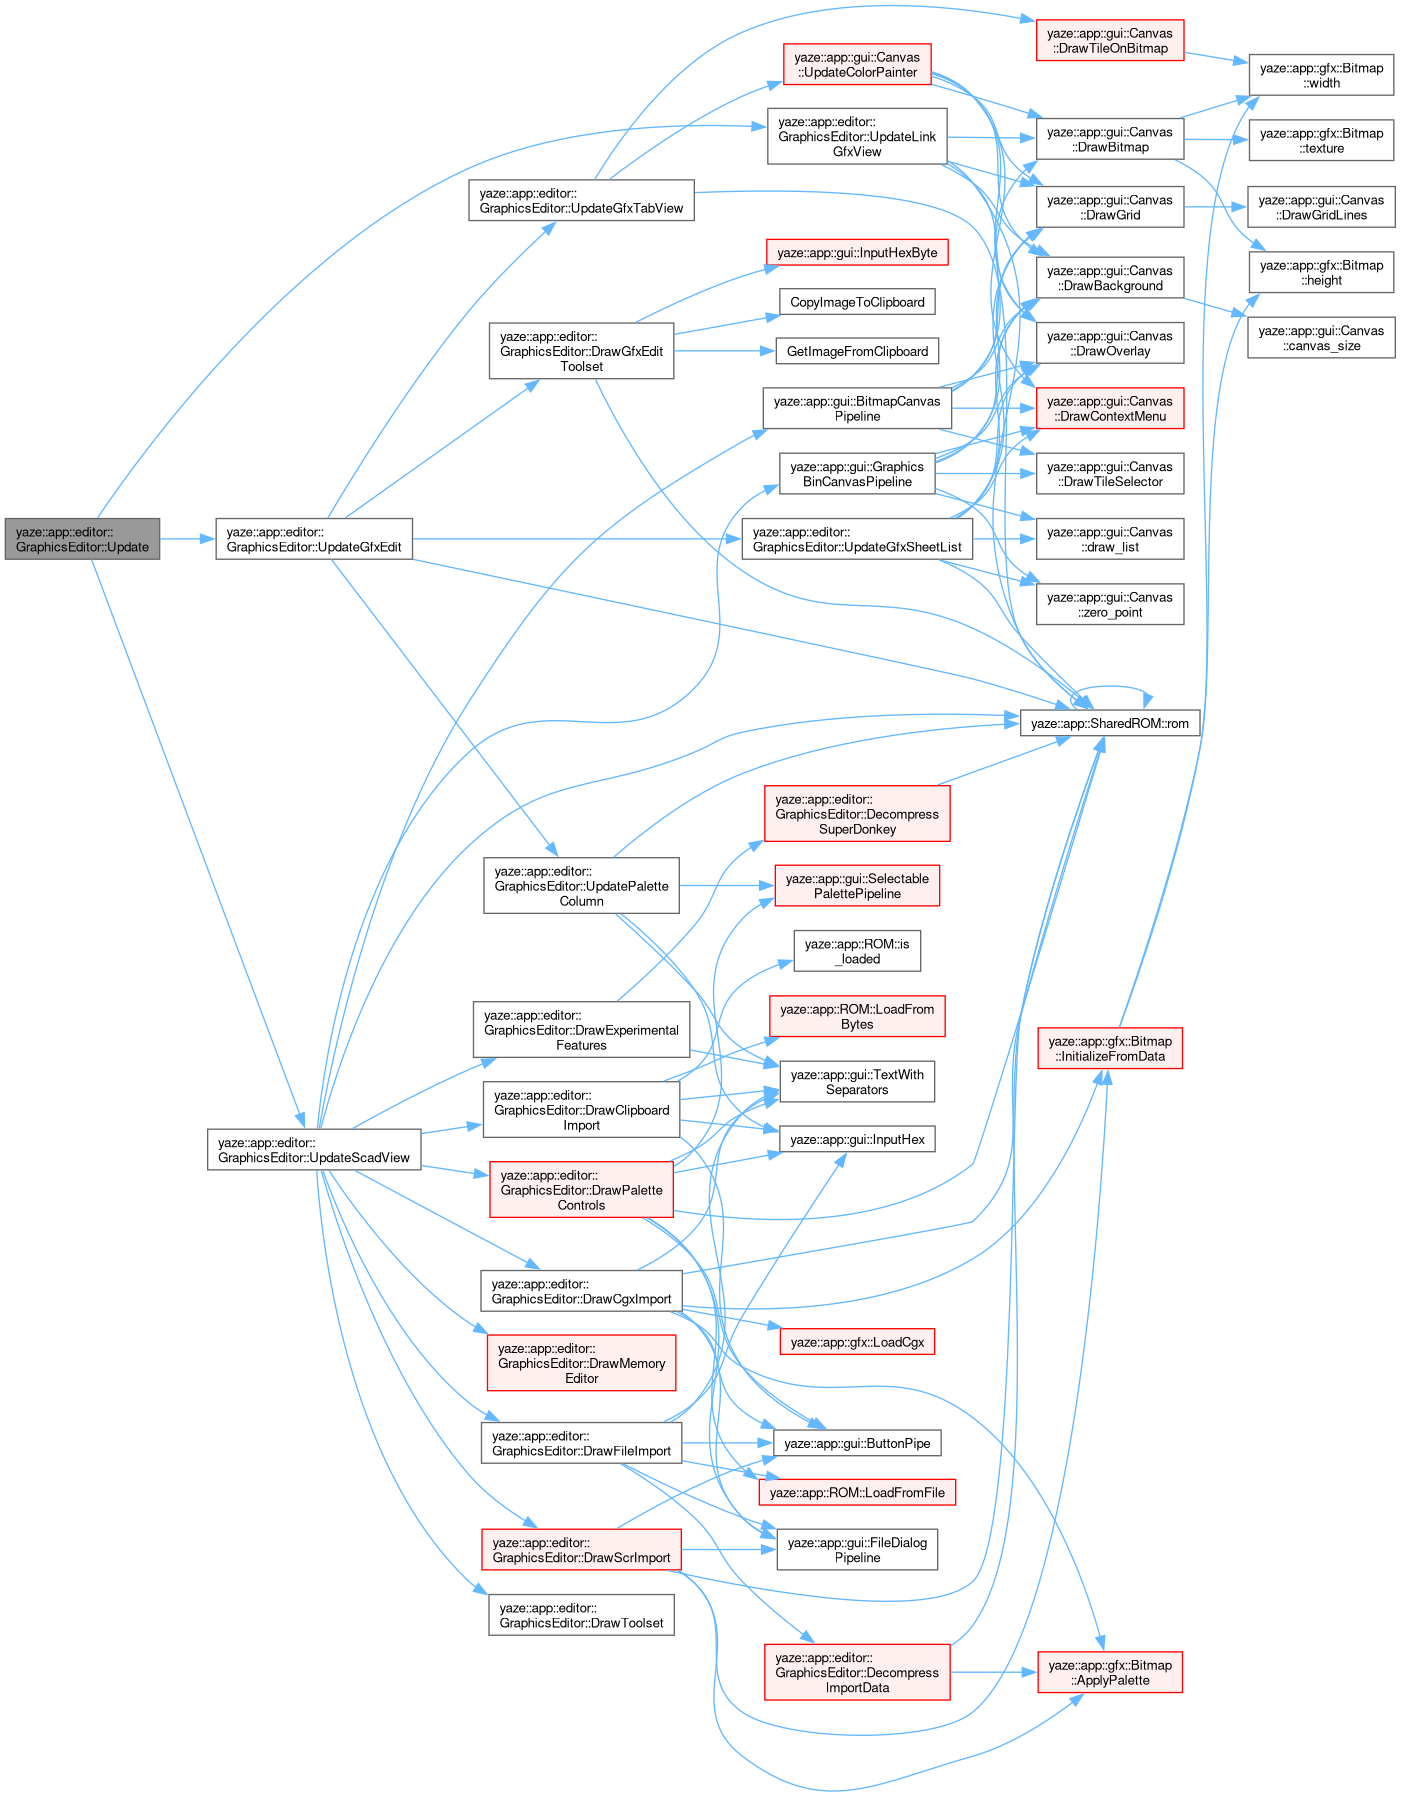 yaze::app::editor::
GraphicsEditor::Update
yaze::app::editor::
GraphicsEditor::UpdateGfxEdit
yaze::app::editor::
GraphicsEditor::UpdateScadView
yaze::app::editor::
GraphicsEditor::UpdateGfxTabView
yaze::app::editor::
GraphicsEditor::DrawGfxEdit
Toolset
yaze::app::editor::
GraphicsEditor::UpdatePalette
Column
yaze::app::editor::
GraphicsEditor::DrawExperimental
Features
yaze::app::editor::
GraphicsEditor::DrawClipboard
Import
yaze::app::editor::
GraphicsEditor::DrawPalette
Controls
yaze::app::editor::
GraphicsEditor::DrawCgxImport
yaze::app::editor::
GraphicsEditor::DrawMemory
Editor
yaze::app::editor::
GraphicsEditor::DrawFileImport
yaze::app::editor::
GraphicsEditor::DrawScrImport
yaze::app::editor::
GraphicsEditor::DrawToolset
yaze::app::gui::Canvas
::UpdateColorPainter
yaze::app::editor::
GraphicsEditor::UpdateLink
GfxView
yaze::app::gui::InputHexByte
CopyImageToClipboard
GetImageFromClipboard
yaze::app::gui::BitmapCanvas
Pipeline
yaze::app::gui::Graphics
BinCanvasPipeline
yaze::app::editor::
GraphicsEditor::UpdateGfxSheetList
yaze::app::editor::
GraphicsEditor::Decompress
SuperDonkey
yaze::app::gui::Selectable
PalettePipeline
yaze::app::ROM::is
_loaded
yaze::app::ROM::LoadFrom
Bytes
yaze::app::gui::TextWith
Separators
yaze::app::gui::InputHex
yaze::app::gfx::LoadCgx
yaze::app::gui::ButtonPipe
yaze::app::ROM::LoadFromFile
yaze::app::gui::FileDialog
Pipeline
yaze::app::editor::
GraphicsEditor::Decompress
ImportData
yaze::app::gui::Canvas
::DrawTileOnBitmap
yaze::app::gui::Canvas
::DrawBitmap
yaze::app::gui::Canvas
::DrawGrid
yaze::app::gui::Canvas
::DrawBackground
yaze::app::gui::Canvas
::DrawOverlay
yaze::app::gui::Canvas
::DrawContextMenu
yaze::app::gui::Canvas
::DrawTileSelector
yaze::app::gui::Canvas
::draw_list
yaze::app::gui::Canvas
::zero_point
yaze::app::SharedROM::rom
yaze::app::gfx::Bitmap
::InitializeFromData
yaze::app::gfx::Bitmap
::ApplyPalette
yaze::app::gfx::Bitmap
::width
yaze::app::gfx::Bitmap
::texture
yaze::app::gui::Canvas
::DrawGridLines
yaze::app::gfx::Bitmap
::height
yaze::app::gui::Canvas
::canvas_size